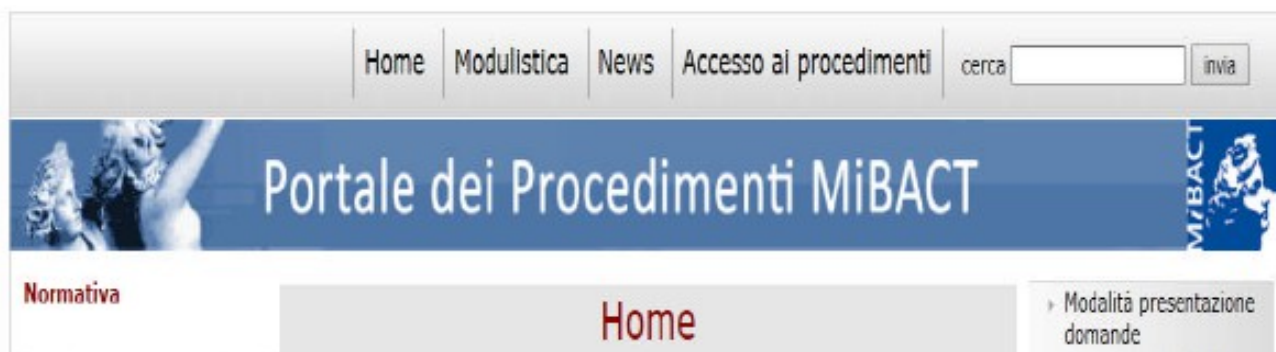 Home Modulistica News Accesso ai procedimenti cerca invia
Portale dei Procedimenti MiBACT
MiBACT
Normativa
Home
Modalità presentazione
domande